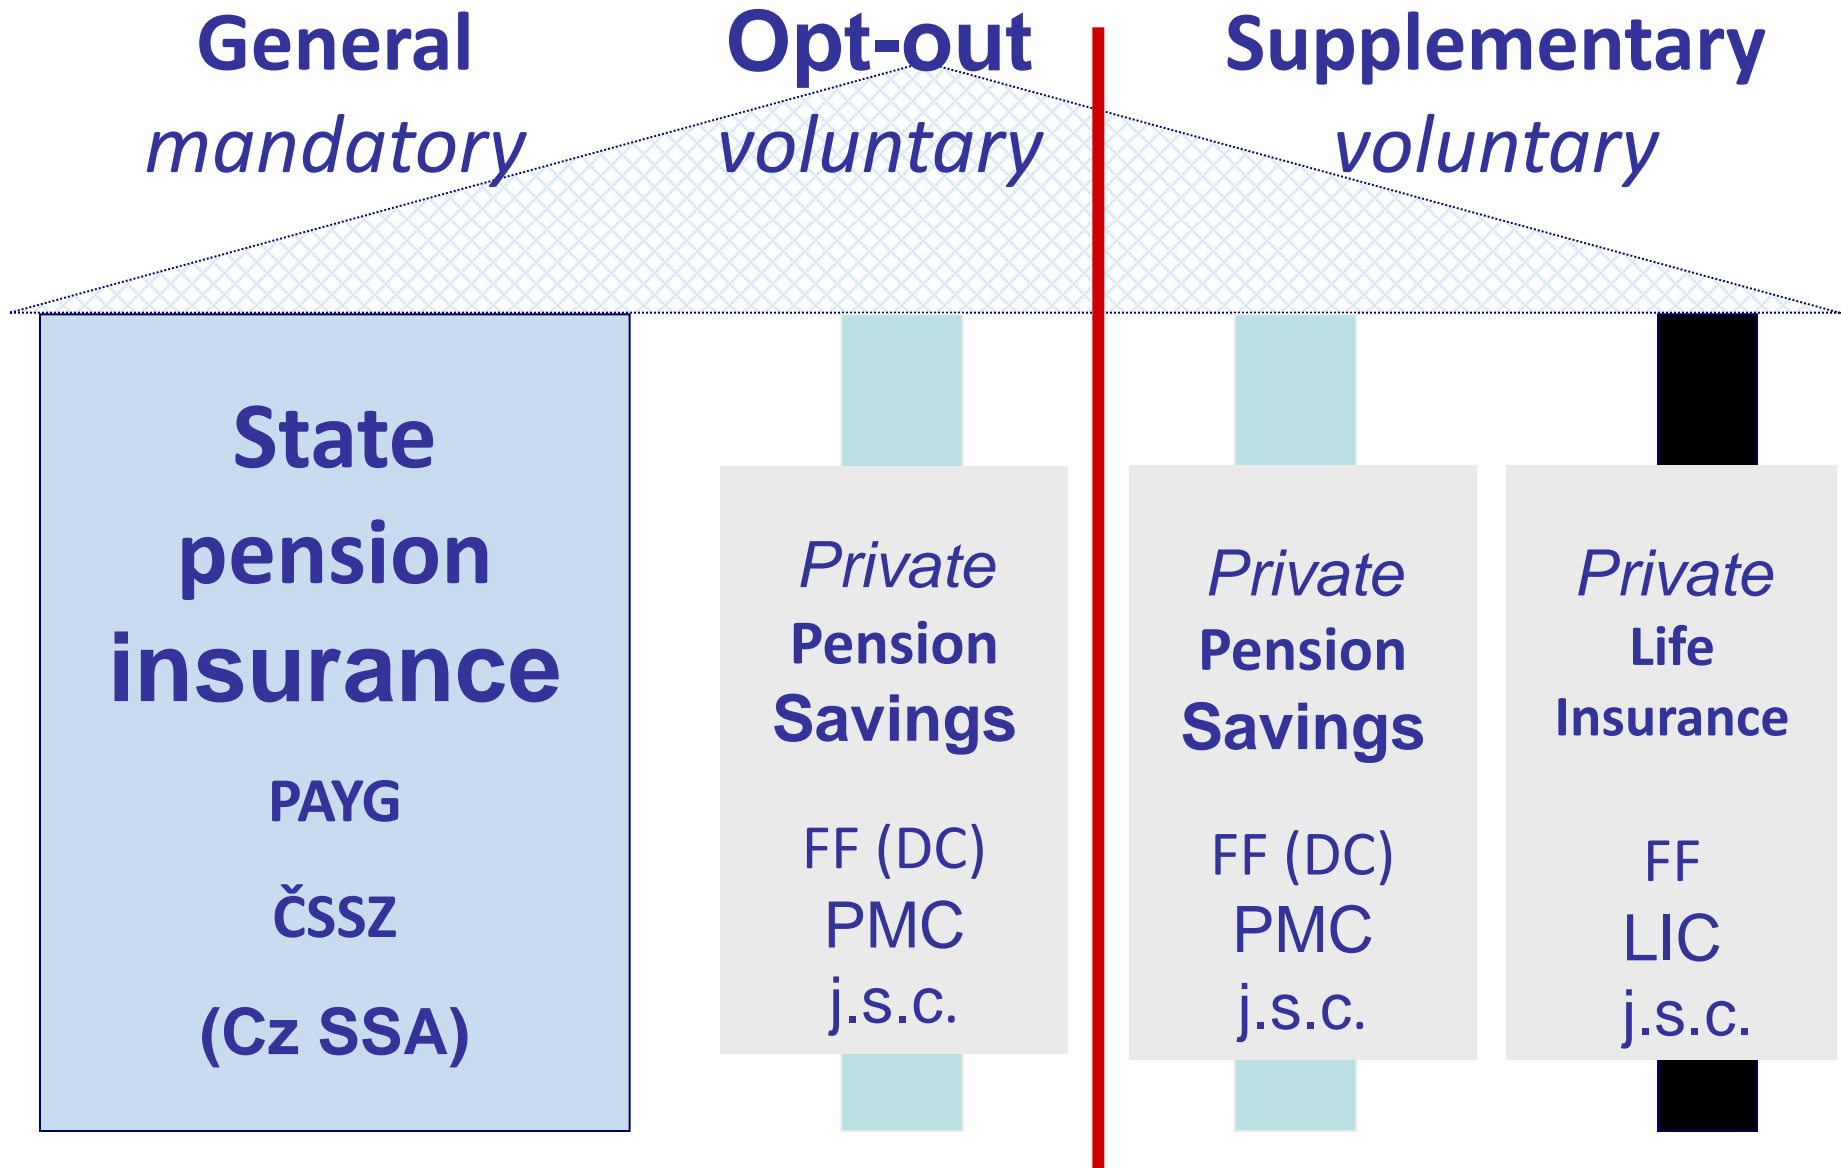 General
mandatory
Opt-out
voluntary
Supplementary
voluntary
State
pension
insurance
PAYG
ČSSZ
(Cz SSA)
Private
Pension
Savings
FF (DC)
PMC
j.s.c.
Private
Pension
Savings
FF (DC)
PMC
j.s.c.
Private
Life
Insurance
FF
LIC
j.s.c.